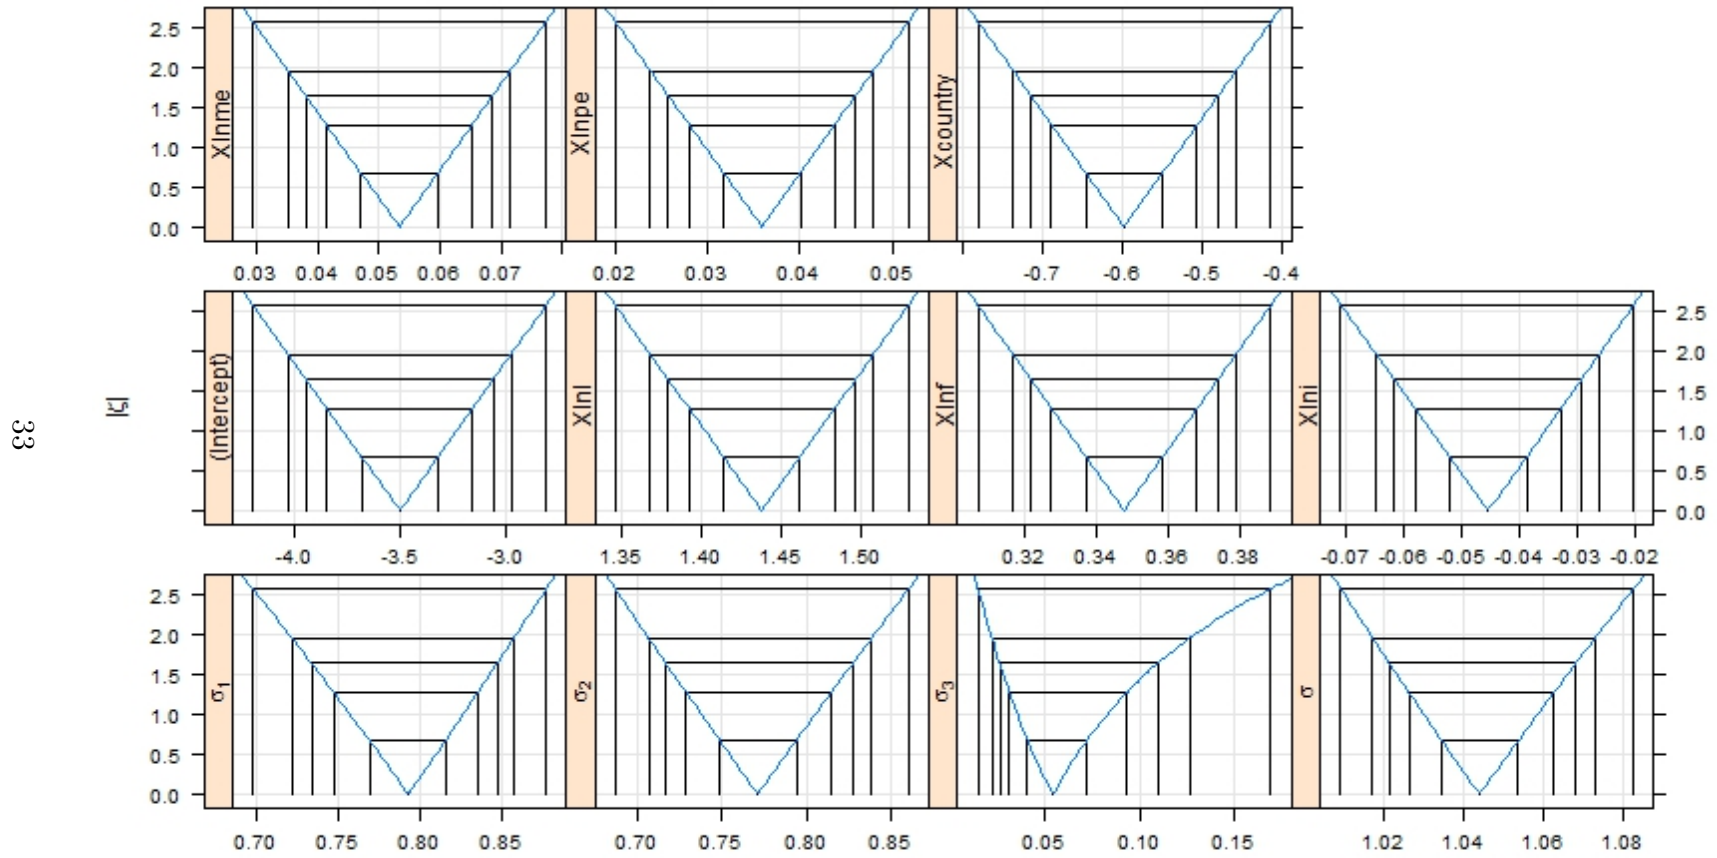 2.5
2.0
1.5
1.0
0.5
0.0
Xlnme
Xlnpe
Xcountry
0.03 0.04 0.05 0.06 0.07
0.02 0.03 0.04 0.05
-0.7 -0.6 -0.5 -0.4
|ζ|
(Intercept)
Xlnl
Xlnf
Xlni
2.5
2.0
1.5
1.0
0.5
0.0
-4.0 -3.5 -3.0
1.35 1.40 1.45 1.50
0.32 0.34 0.36 0.38
-0.07 -0.06 -0.05 -0.04 -0.03 -0.02
2.5
2.0
1.5
1.0
0.5
0.0
σ1
σ2
σ3
σ
0.70 0.75 0.80 0.85
0.70 0.75 0.80 0.85
0.05 0.10 0.15
1.02 1.04 1.06 1.08
33